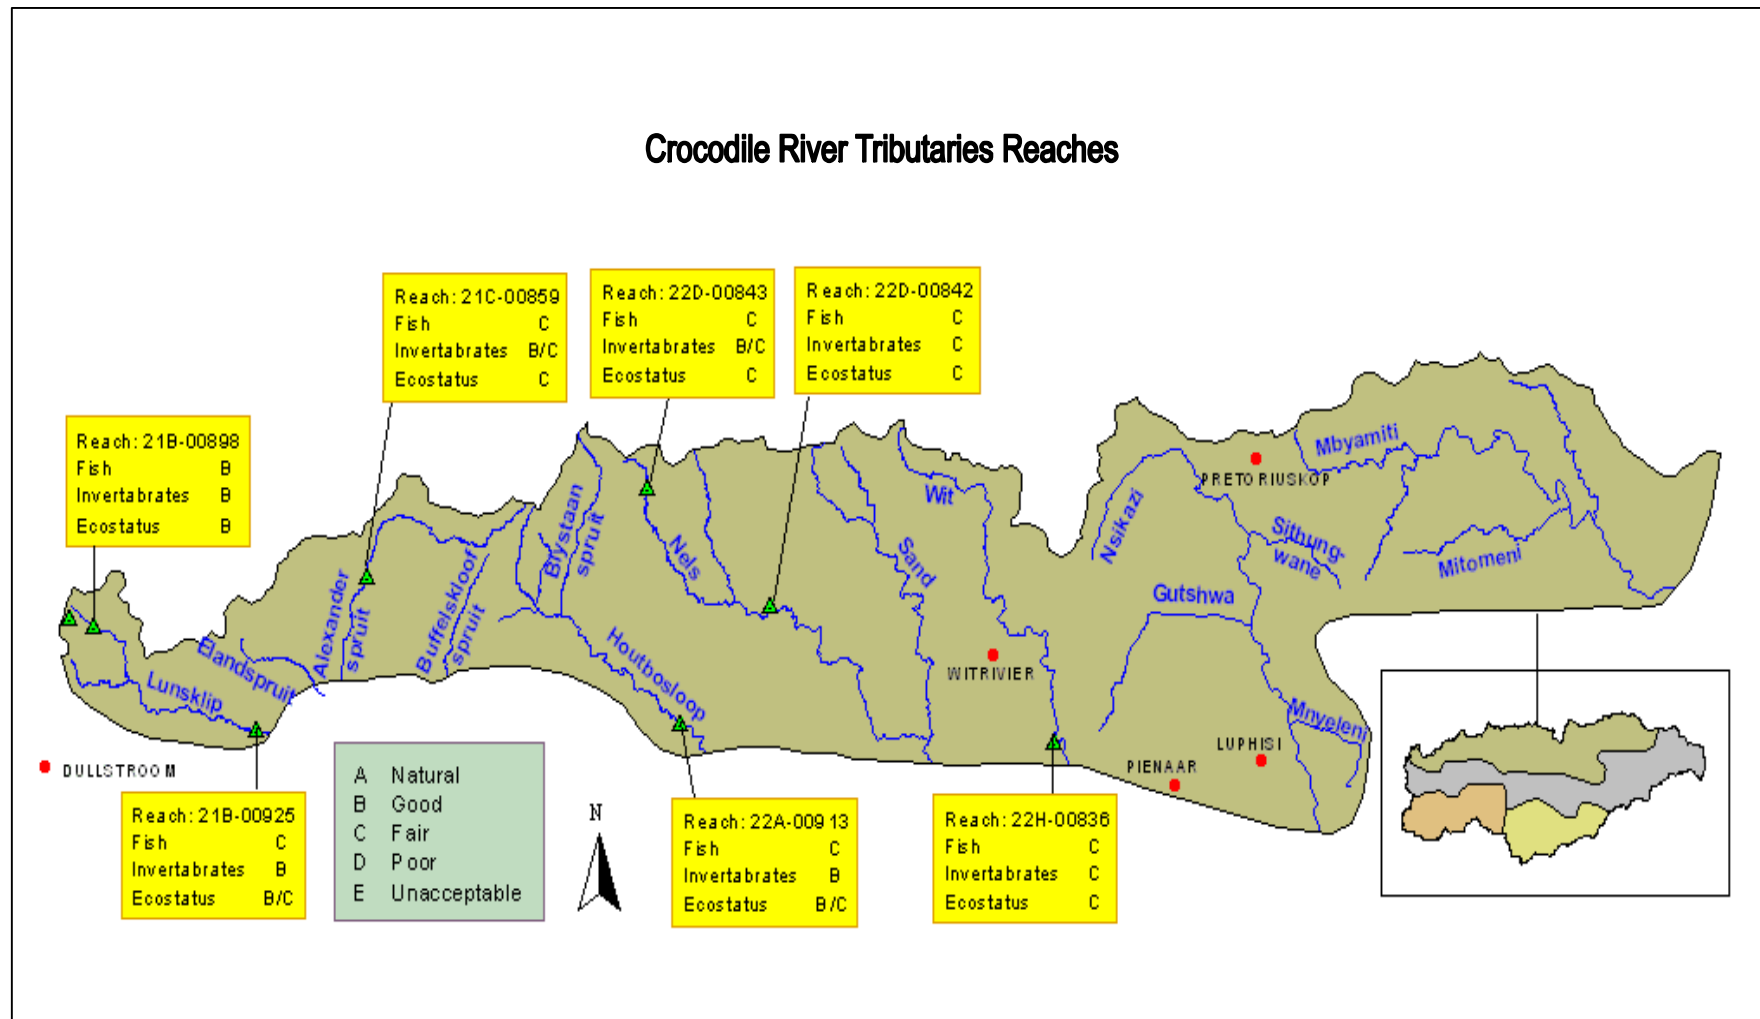 Crocodile River Tributaries Reaches
Reach: 21C-00859
Fish C
Invertabrates B/C
Ecostatus C
Reach: 22D-00843
Fish C
Invertabrates B/C
Ecostatus C
Reach: 22D-00842
Fish C
Invertabrates C
Ecostatus C
Reach: 21B-00898
Fish B
Invertabrates B
Ecostatus B
Mbyamiti
PRETORIUSKOP
Wit
Nsikazi
Sithung-
wane
Mitomeni
Blystaan
spruit
Nels
Sand
Gutshwa
Alexander
spruit
Buffelskloof
spruit
Elandspruit
Lunsklip
Houtbosloop
WITRIVIER
Mnyeleni
LUPHISI
PIENAAR
DULLSTROOM
A Natural
B Good
C Fair
D Poor
E Unacceptable
N
Reach: 21B-00925
Fish C
Invertabrates B
Ecostatus B/C
Reach: 22A-00913
Fish C
Invertabrates B
Ecostatus B/C
Reach: 22H-00836
Fish C
Invertabrates C
Ecostatus C